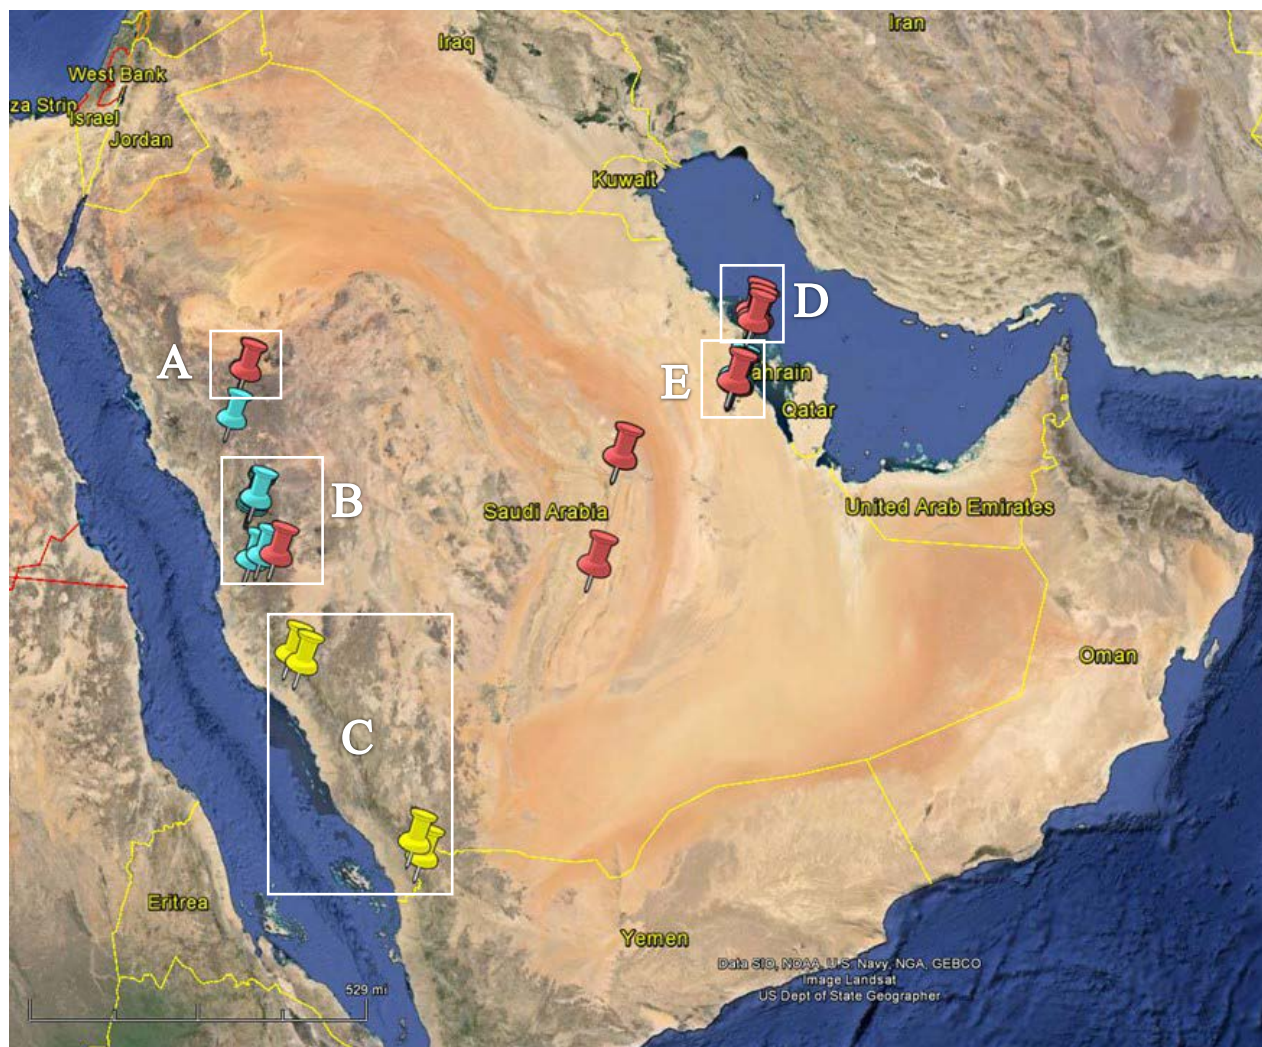 Iran
Iraq
West Bank
za Strip
Israel
Jordan
Kuwait
D
A
E
ahrain
Qatar
B
Saudi Arabia
United Arab Emirates
Oman
C
Eritrea
Yemen
Data SIO, NOAA, U.S. Navy, NGA, GEBCO
Image Landsat
US Dept of State Geographer
529 mi